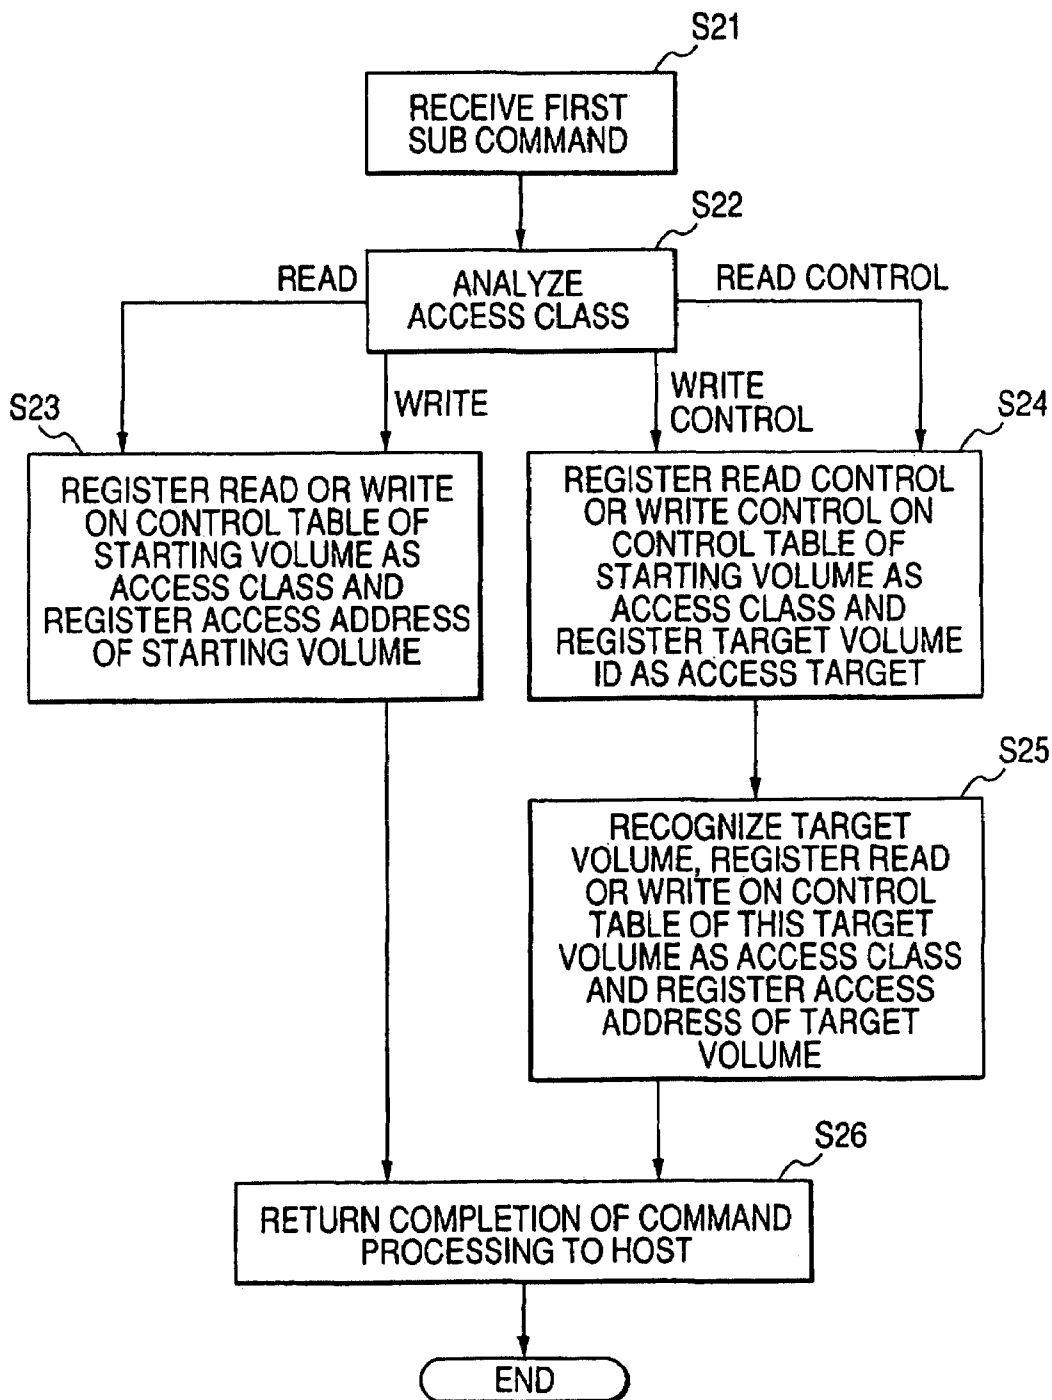 S21
RECEIVE FIRST
SUB COMMAND
S22
READ
ANALYZE
ACCESS CLASS
READ CONTROL
WRITE
WRITE
CONTROL
S23
REGISTER READ OR WRITE
ON CONTROL TABLE OF
STARTING VOLUME AS
ACCESS CLASS AND
REGISTER ACCESS ADDRESS
OF STARTING VOLUME
S24
REGISTER READ CONTROL
OR WRITE CONTROL ON
CONTROL TABLE OF
STARTING VOLUME AS
ACCESS CLASS AND
REGISTER TARGET VOLUME
ID AS ACCESS TARGET
S25
RECOGNIZE TARGET
VOLUME, REGISTER READ
OR WRITE ON CONTROL
TABLE OF THIS TARGET
VOLUME AS ACCESS CLASS
AND REGISTER ACCESS
ADDRESS OF TARGET
VOLUME
S26
RETURN COMPLETION OF COMMAND
PROCESSING TO HOST
END